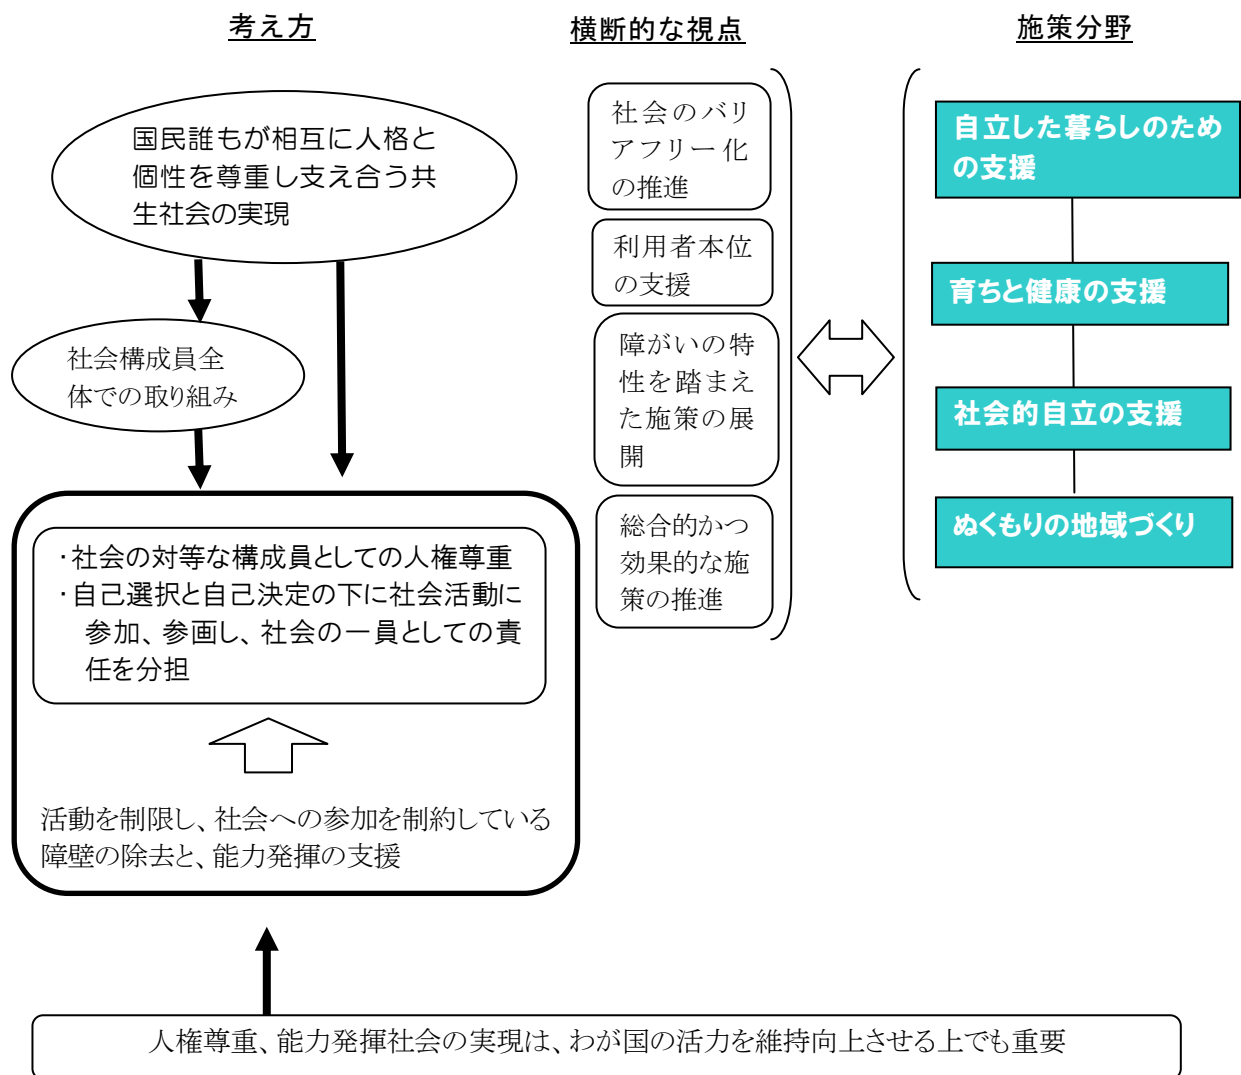 考え方
横断的な視点
施策分野
国民誰もが相互に人格と
個性を尊重し支え合う共
生社会の実現
社会構成員全
体での取り組み
・社会の対等な構成員としての人権尊重
・自己選択と自己決定の下に社会活動に
参加、参画し、社会の一員としての責
任を分担
活動を制限し、社会への参加を制約している
障壁の除去と、能力発揮の支援
社会のバリ
アフリー化
の推進
利用者本位
の支援
障がいの特
性を踏まえ
た施策の展
開
総合的かつ
効果的な施
策の推進
自立した暮らしのため
の支援
育ちと健康の支援
社会的自立の支援
ぬくもりの地域づくり
人権尊重、能力発揮社会の実現は、わが国の活力を維持向上させる上でも重要